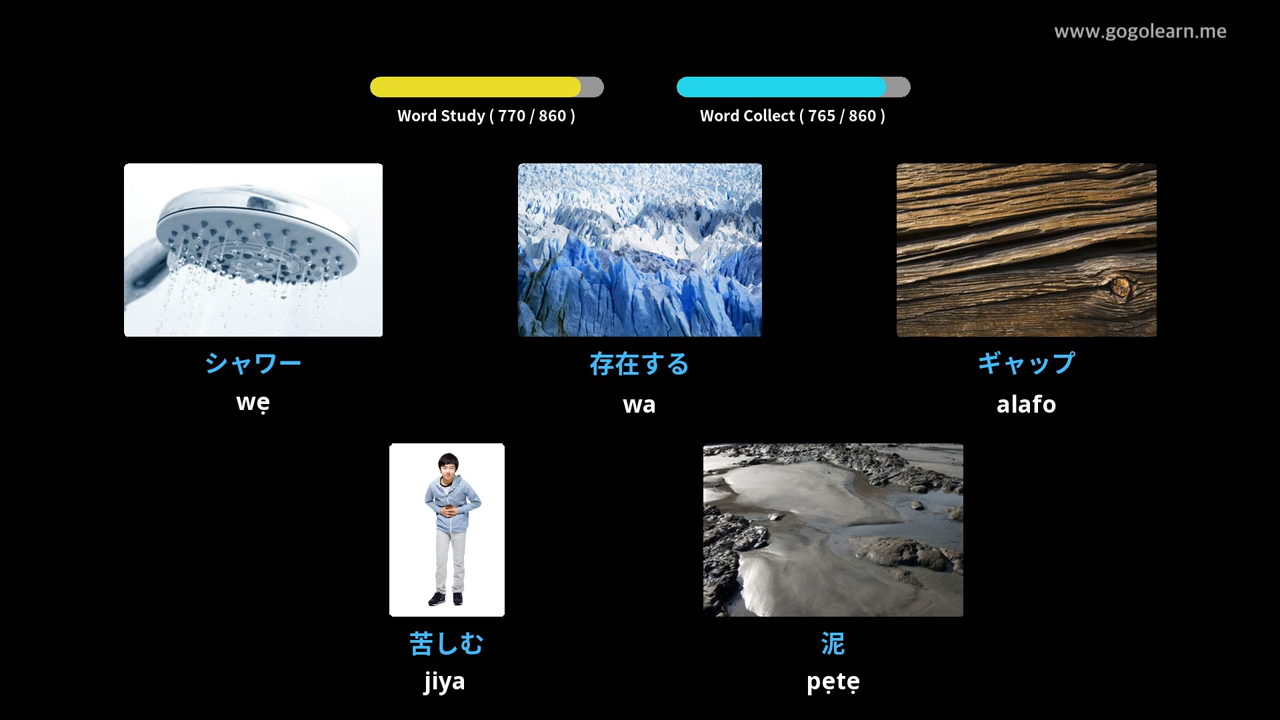 www.gogolearn.me
Word Study ( 770 / 860 )
Word Collect ( 765 / 860 )
シャワー
wẹ
存在する
wa
ギャップ
alafo
苦しむ
jiya
泥
pẹtẹ